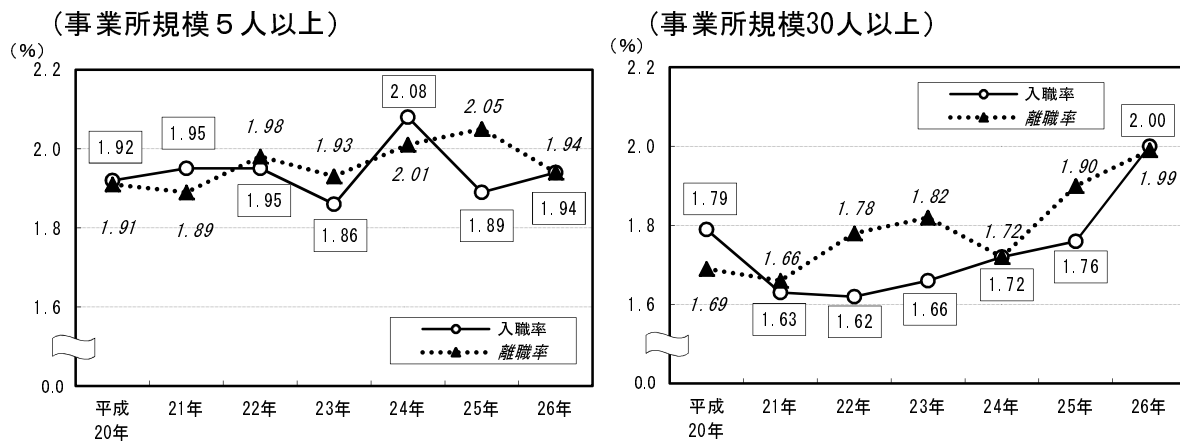 （事業所規模５人以上）
（%）
2.2
2.0
1.8
1.6
0.0
1.92
1.95
1.95
1.86
2.08
1.89
1.94
1.91
1.89
1.98
1.93
2.01
2.05
1.94
入職率
離職率
平成
20年
21年
22年
23年
24年
25年
26年
（事業所規模30人以上）
（%）
2.2
2.0
1.8
1.6
0.0
入職率
離職率
1.79
1.63
1.62
1.66
1.72
1.76
2.00
1.69
1.66
1.78
1.82
1.72
1.90
1.99
平成
20年
21年
22年
23年
24年
25年
26年